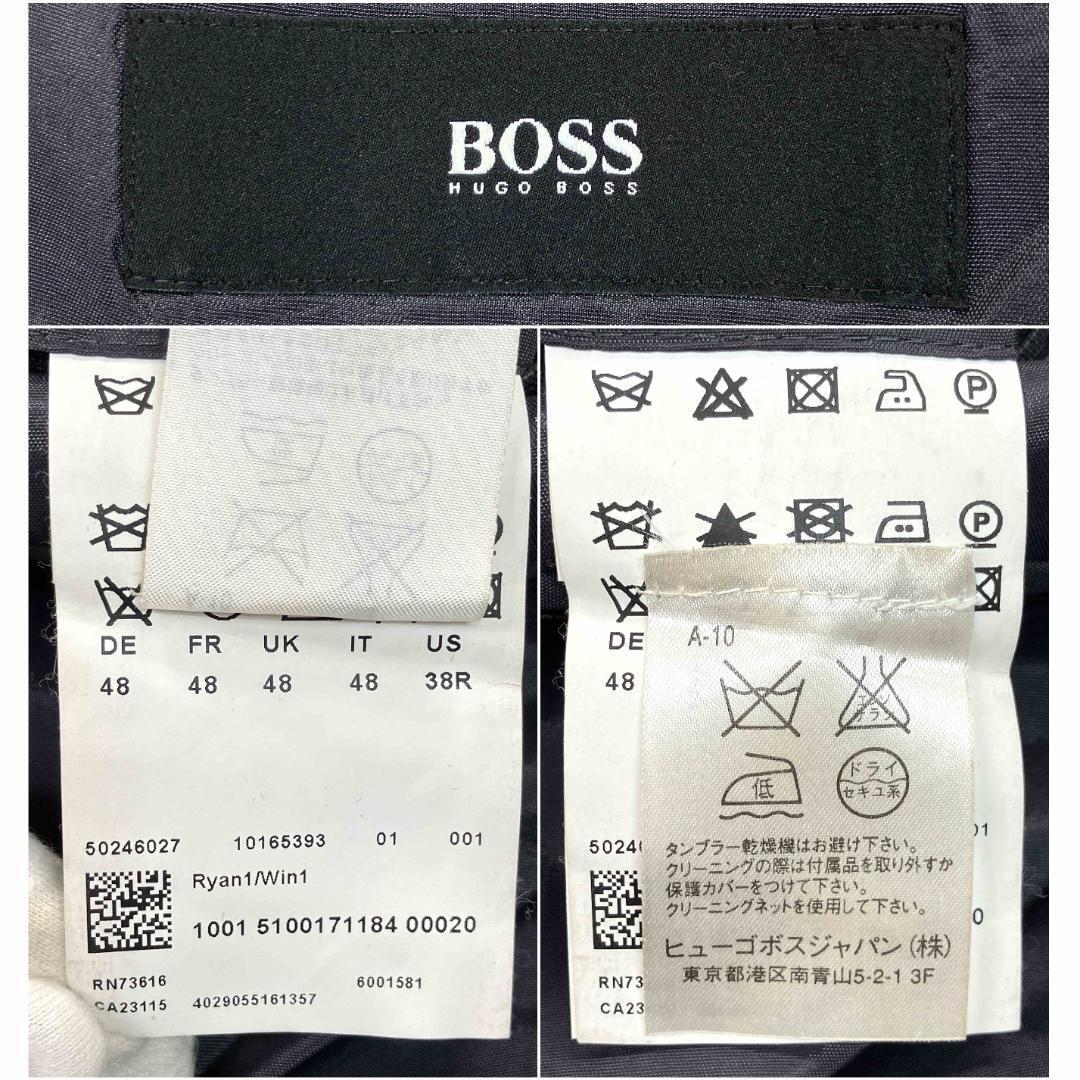 BOSS
HUGO BOSS
DE FR UK IT US
48 48 48 48 38R
50246027 10165393 01 001
Ryan1/Win1
1001 5100171184 00020
RN73616 6001581
CA23115 4029055161357
P
P
DE
48
A-10
エンソ
サラシ
低
ドライ
セキユ系
タンブラー乾燥機はお避け下さい。
クリーニングの際は付属品を取り外すか
保護カバーをつけて下さい。
クリーニングネットを使用して下さい。
ヒューゴボスジャパン(株)
東京都港区南青山5-2-1 3F